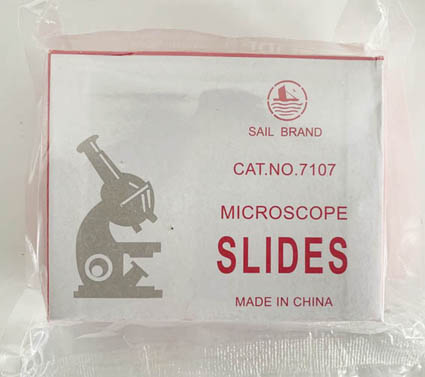 SAIL BRAND
CAT.NO.7107
MICROSCOPE
SLIDES
MADE IN CHINA